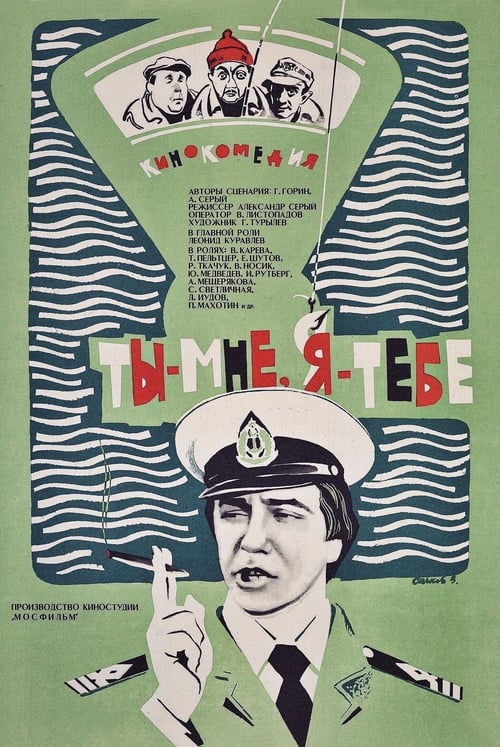 КИНОКОМЕДИЯ
АВТОРЫ СЦЕНАРИЯ: Г. ГОРИН,
А. СЕРЫЙ
РЕЖИССЕР АЛЕКСАНДР СЕРЫЙ
ОПЕРАТОР В. ЛИСТОПАДОВ
ХУДОЖНИК Г. ТУРЫЛЕВ
В ГЛАВНОЙ РОЛИ
ЛЕОНИД КУРАВЛЕВ
В РОЛЯХ: В. КАРЕВА,
Т. ПЕЛЬТЦЕР, Е. ШУТОВ,
Р. ТКАЧУК, В. НОСИК,
Ю. МЕДВЕДЕВ, И. РУТБЕРГ,
А. МЕЩЕРЯКОВА,
С. СВЕТЛИЧНАЯ,
Л. ИУДОВ,
П. МАХОТИН и др.
ТЫ-МНЕ, Я-ТЕБЕ
ПРОИЗВОДСТВО КИНОСТУДИИ
„МОСФИЛЬМ"